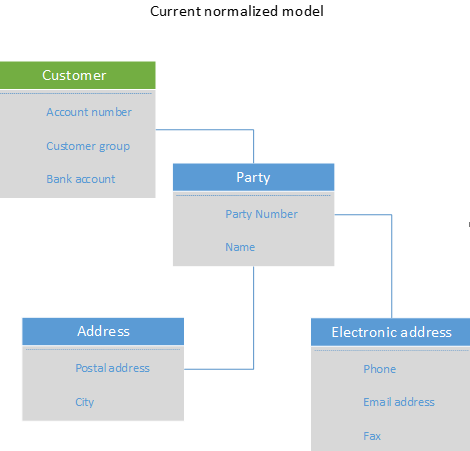 Current normalized model
Customer
Account number
Customer group
Bank account
Party
Party Number
Name
Address
Postal address
City
Electronic address
Phone
Email address
Fax